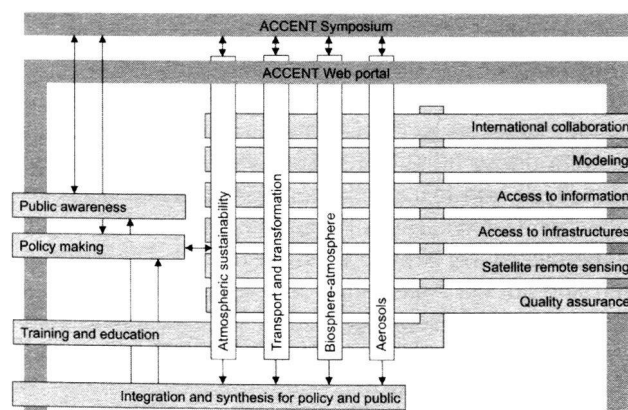 ACCENT Symposium
ACCENT Web portal
International collaboration
Modeling
Access to information
Public awareness
Access to infrastructures
Policy making
Satellite remote sensing
Quality assurance
Training and education
Atmospheric sustainability
Transport and transformation
Biosphere-atmosphere
Aerosols
Integration and synthesis for policy and public